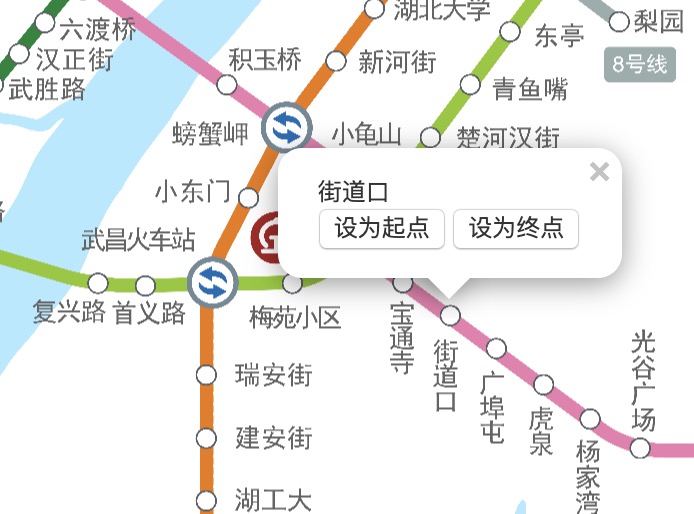 湖北大学
六渡桥
梨园
东亭
汉正街
积玉桥
新河街
8号线
武胜路
青鱼嘴
螃蟹岬
小龟山
楚河汉街
小东门
街道口
设为起点
设为终点
武昌火车站
复兴路
首义路
梅苑小区
宝通寺
街道口
广埠屯
虎泉
杨家湾
光谷广场
瑞安街
建安街
湖工大